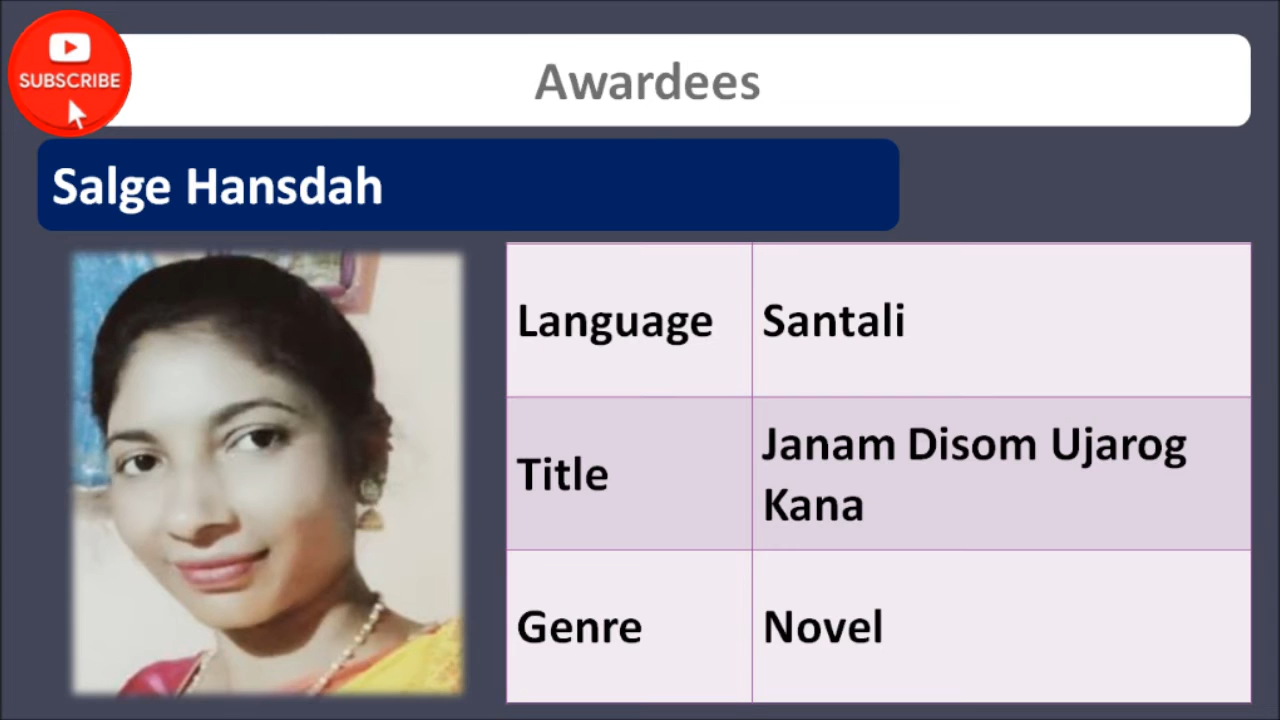 SUBSCRIBE
Awardees
Salge Hansdah
Language Santali
Title Janam Disom Ujarog
Kana
Genre Novel